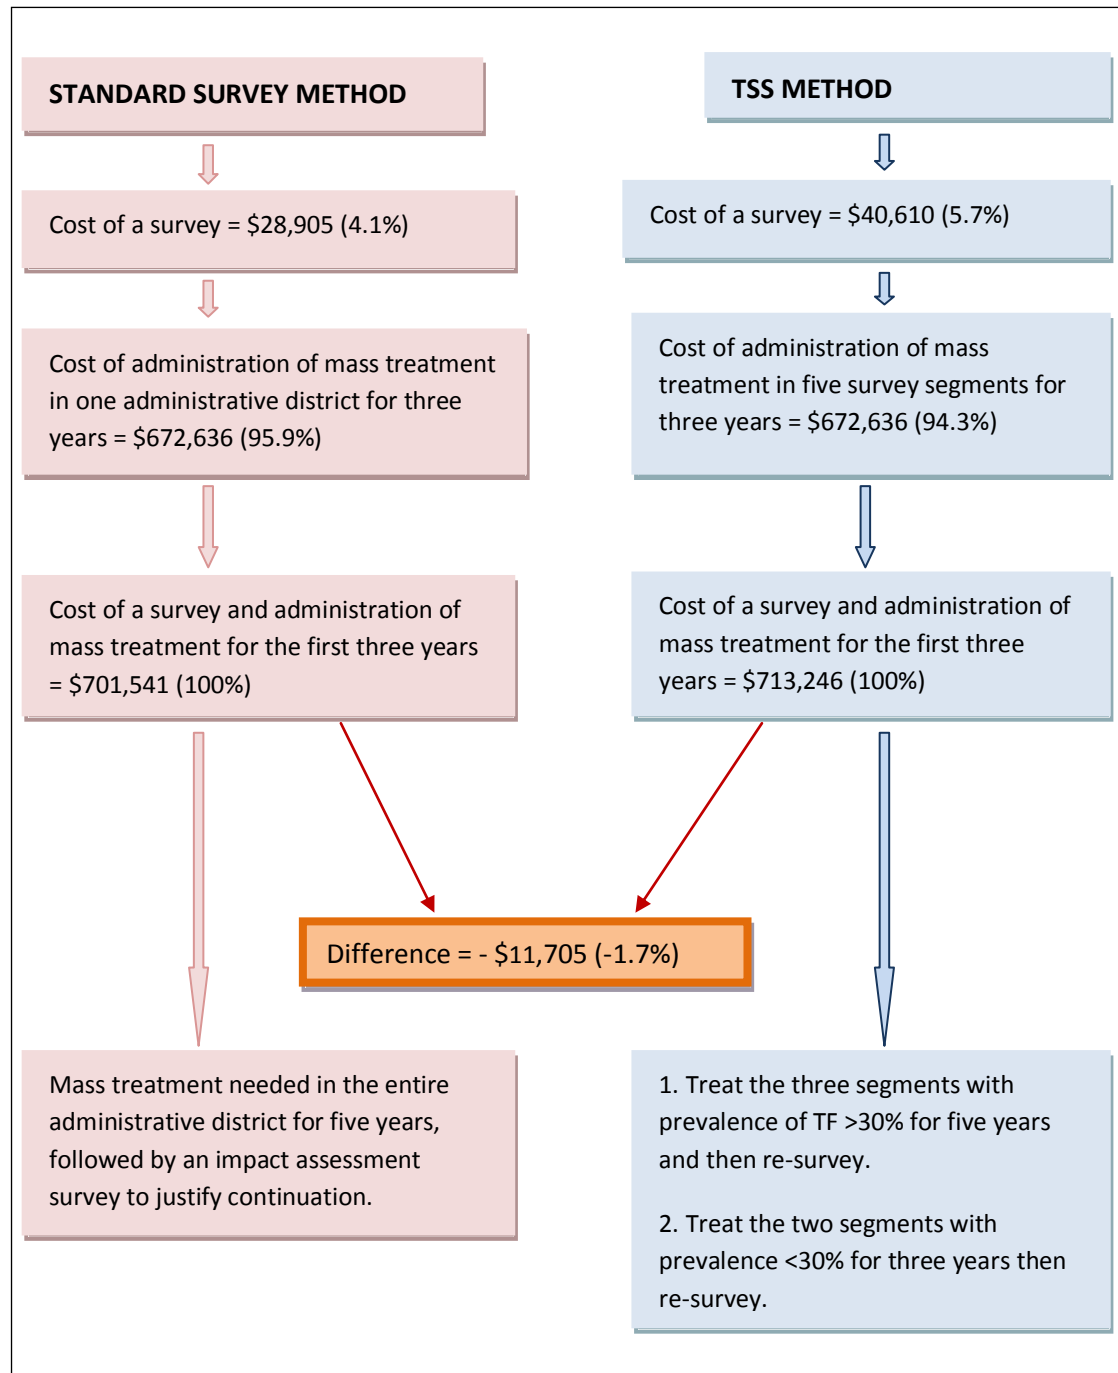 STANDARD SURVEY METHOD
Cost of a survey = $28,905 (4.1%)
Cost of administration of mass treatment
in one administrative district for three
years = $672,636 (95.9%)
Cost of a survey and administration of
mass treatment for the first three years
= $701,541 (100%)
TSS METHOD
Cost of a survey = $40,610 (5.7%)
Cost of administration of mass
treatment in five survey segments for
three years = $672,636 (94.3%)
Cost of a survey and administration of
mass treatment for the first three
years = $713,246 (100%)
Difference = - $11,705 (-1.7%)
Mass treatment needed in the entire
administrative district for five years,
followed by an impact assessment
survey to justify continuation.
1. Treat the three segments with
prevalence of TF >30% for five years
and then re-survey.
2. Treat the two segments with
prevalence <30% for three years then
re-survey.